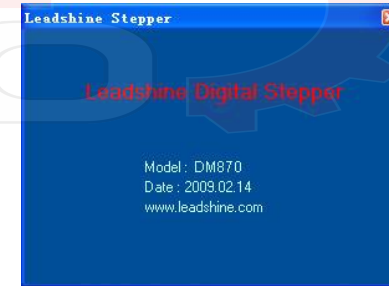 Leadshine Stepper
Leadshine Digital Stepper
Model : DM870
Date : 2009.02.14
www.leadshine.com